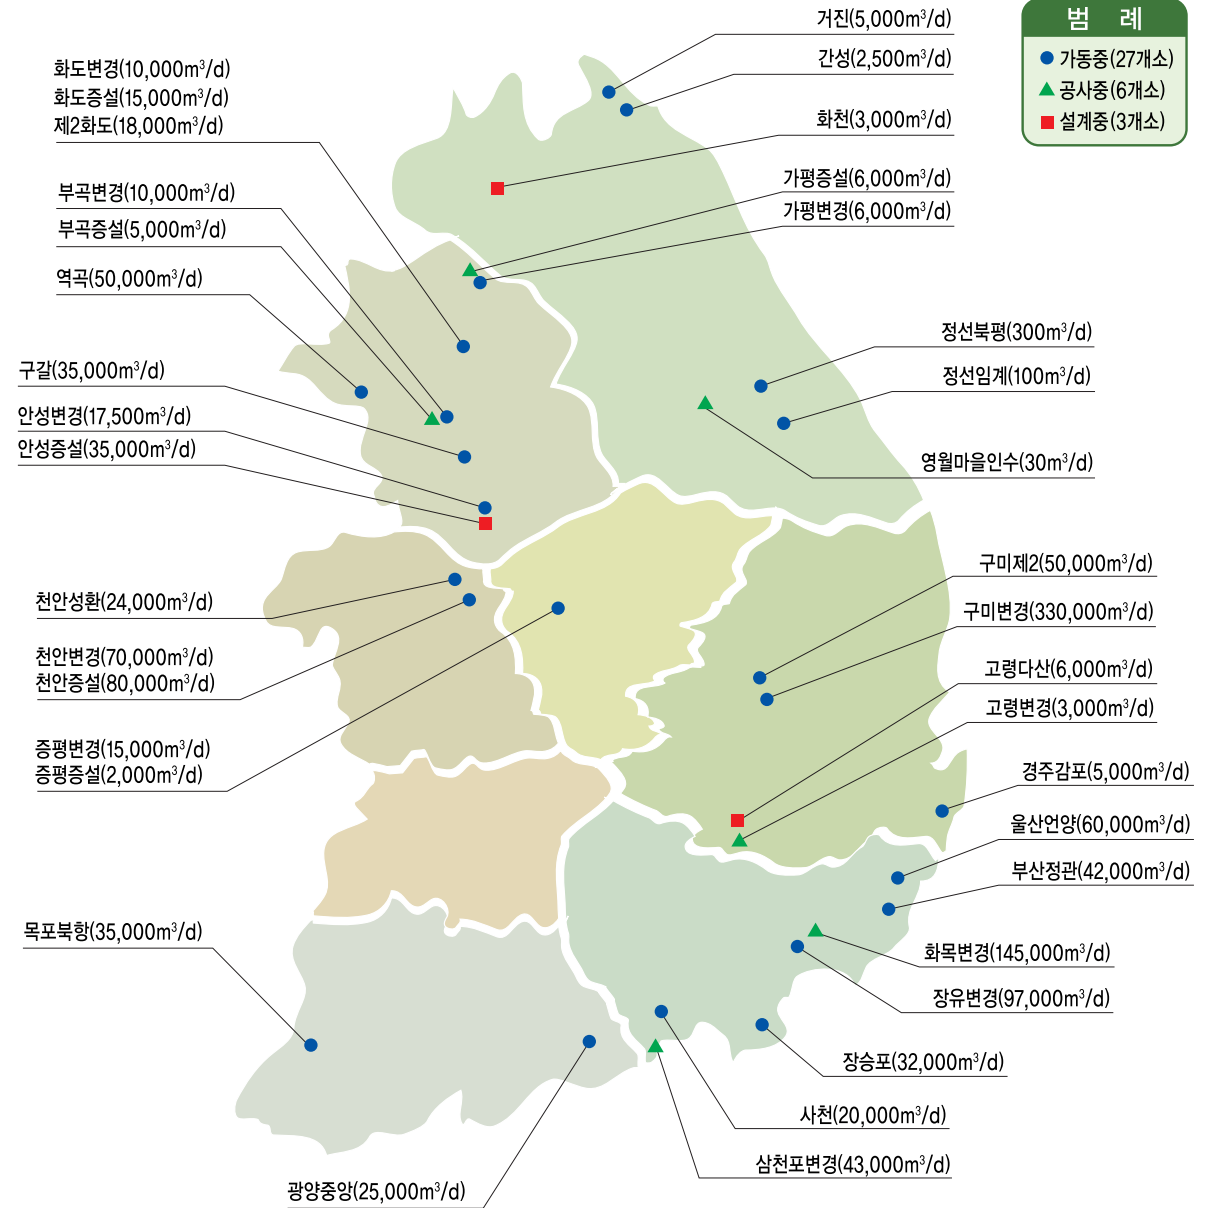 범 례
가동중(27개소)
공사중(6개소)
설계중(3개소)
거진(5,000m³/d)
간성(2,500m³/d)
화천(3,000m³/d)
가평증설(6,000m³/d)
가평변경(6,000m³/d)
화도변경(10,000m³/d)
화도증설(15,000m³/d)
제2화도(18,000m³/d)
부곡변경(10,000m³/d)
부곡증설(5,000m³/d)
역곡(50,000m³/d)
구갈(35,000m³/d)
안성변경(17,500m³/d)
안성증설(35,000m³/d)
정선북평(300m³/d)
정선임계(100m³/d)
영월마을인수(30m³/d)
천안성환(24,000m³/d)
천안변경(70,000m³/d)
천안증설(80,000m³/d)
증평변경(15,000m³/d)
증평증설(2,000m³/d)
구미제2(50,000m³/d)
구미변경(330,000m³/d)
고령다산(6,000m³/d)
고령변경(3,000m³/d)
경주감포(5,000m³/d)
울산언양(60,000m³/d)
부산정관(42,000m³/d)
목포북항(35,000m³/d)
화목변경(145,000m³/d)
장유변경(97,000m³/d)
장승포(32,000m³/d)
사천(20,000m³/d)
삼천포변경(43,000m³/d)
광양중앙(25,000m³/d)